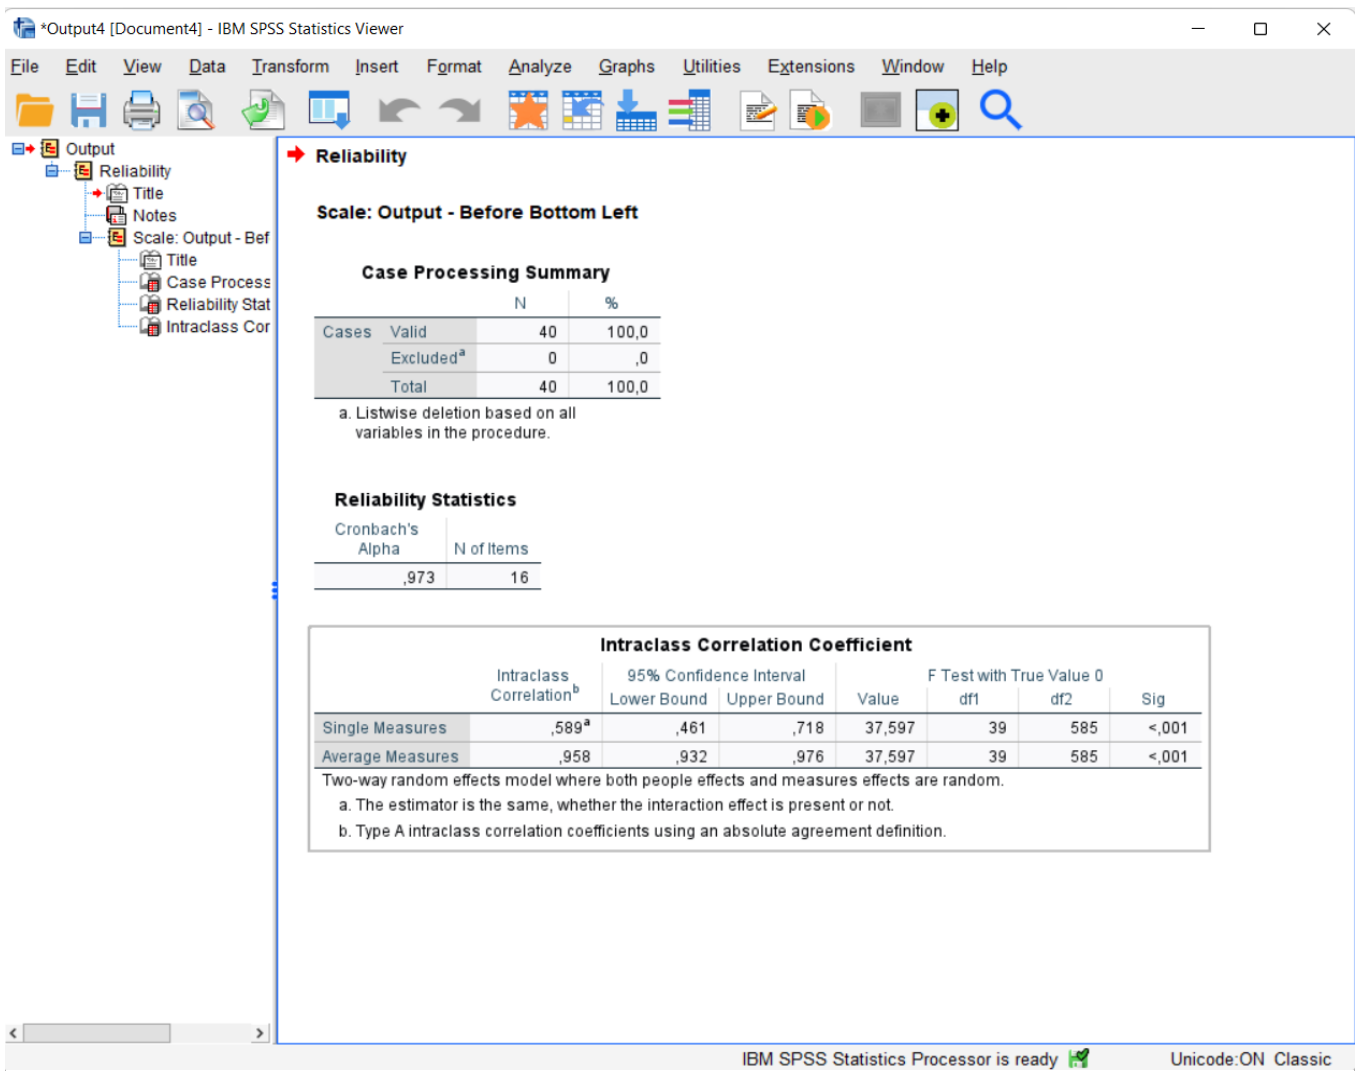 *Output4 [Document4] - IBM SPSS Statistics Viewer
File Edit View Data Transform Insert Format Analyze Graphs Utilities Extensions Window Help
Output
Reliability
Title
Notes
Scale: Output - Bef
Title
Case Process
Reliability Stat
Intraclass Cor
Reliability
Scale: Output - Before Bottom Left
Case Processing Summary
N %
Cases Valid 40 100,0
Excludedª 0 ,0
Total 40 100,0
a. Listwise deletion based on all
variables in the procedure.
Reliability Statistics
Cronbach's
Alpha N of Items
,973 16
Intraclass Correlation Coefficient
Intraclass 95% Confidence Interval F Test with True Value 0
Correlationᵇ Lower Bound Upper Bound Value df1 df2 Sig
Single Measures ,589ª ,461 ,718 37,597 39 585 <,001
Average Measures ,958 ,932 ,976 37,597 39 585 <,001
Two-way random effects model where both people effects and measures effects are random.
a. The estimator is the same, whether the interaction effect is present or not.
b. Type A intraclass correlation coefficients using an absolute agreement definition.
IBM SPSS Statistics Processor is ready Unicode:ON Classic